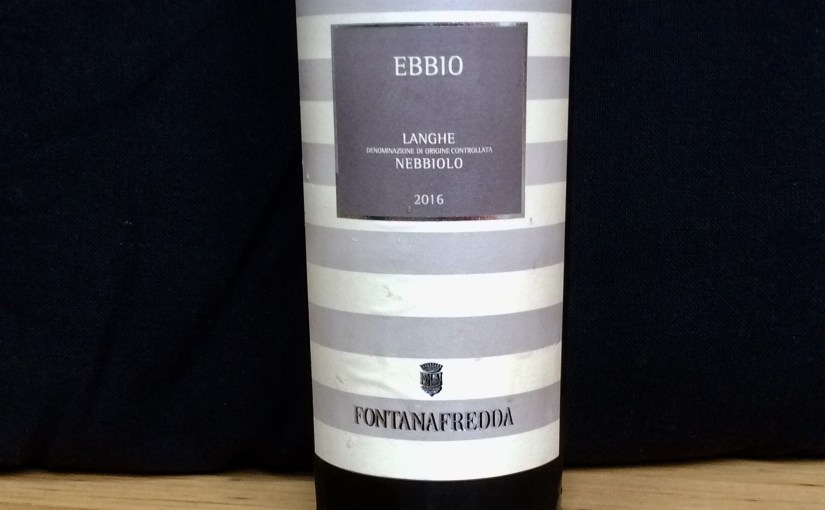 EBBIO
LANGHE
DENOMINAZIONE DI ORIGINE CONTROLLATA
NEBBIOLO
2016
FONTANAFREDDA